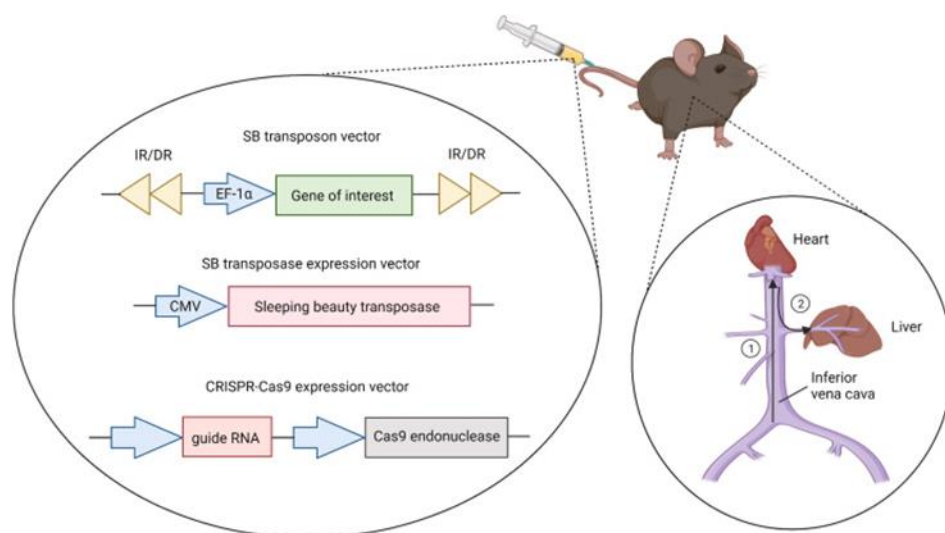 SB transposon vector
IR/DR
IR/DR
EF-1α
Gene of interest
SB transposase expression vector
CMV
Sleeping beauty transposase
CRISPR-Cas9 expression vector
guide RNA
Cas9 endonuclease
Heart
2
Liver
1
Inferior
vena cava